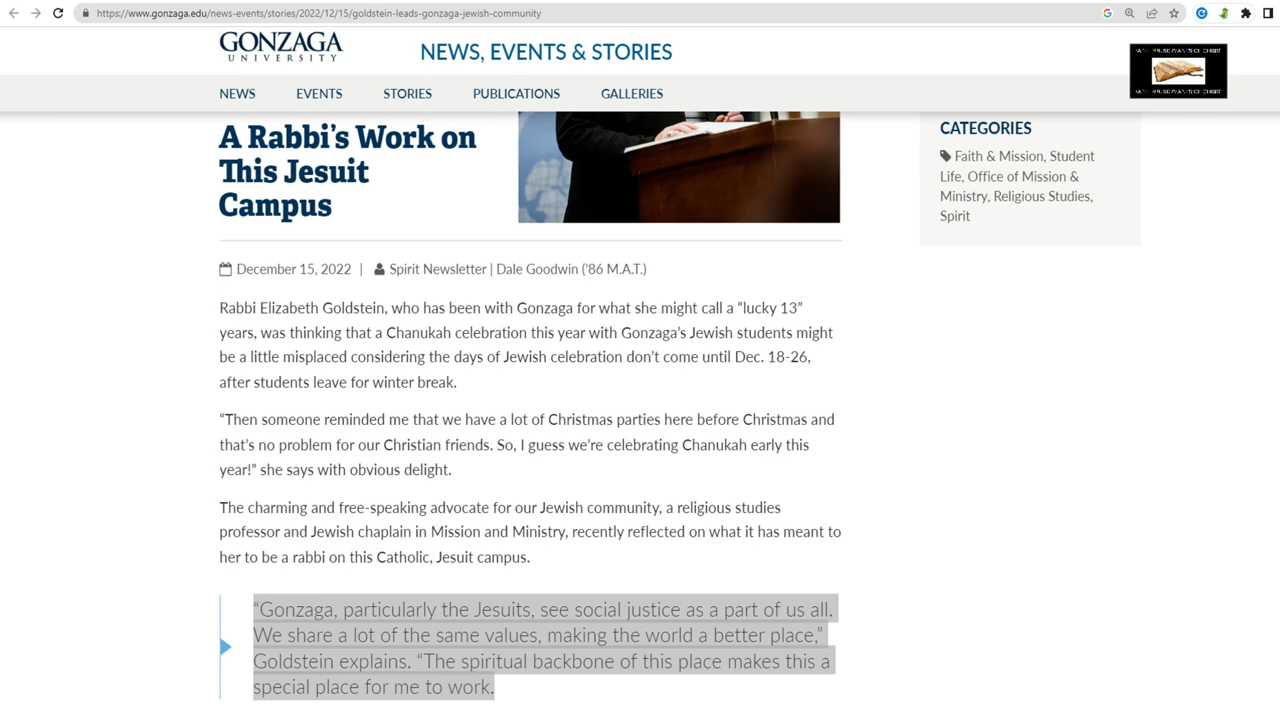 https://www.gonzaga.edu/news-events/stories/2022/12/15/goldstein-leads-gonzaga-jewish-community
GONZAGA
UNIVERSITY
NEWS, EVENTS & STORIES
NEWS
EVENTS
STORIES
PUBLICATIONS
GALLERIES
A Rabbi’s Work on
This Jesuit
Campus
CATEGORIES
Faith & Mission, Student
Life, Office of Mission &
Ministry, Religious Studies,
Spirit
December 15, 2022 | Spirit Newsletter | Dale Goodwin (’86 M.A.T.)
Rabbi Elizabeth Goldstein, who has been with Gonzaga for what she might call a “lucky 13”
years, was thinking that a Chanukah celebration this year with Gonzaga’s Jewish students might
be a little misplaced considering the days of Jewish celebration don’t come until Dec. 18-26,
after students leave for winter break.
“Then someone reminded me that we have a lot of Christmas parties here before Christmas and
that’s no problem for our Christian friends. So, I guess we’re celebrating Chanukah early this
year!” she says with obvious delight.
The charming and free-speaking advocate for our Jewish community, a religious studies
professor and Jewish chaplain in Mission and Ministry, recently reflected on what it has meant to
her to be a rabbi on this Catholic, Jesuit campus.
“Gonzaga, particularly the Jesuits, see social justice as a part of us all.
We share a lot of the same values, making the world a better place,”
Goldstein explains. “The spiritual backbone of this place makes this a
special place for me to work.